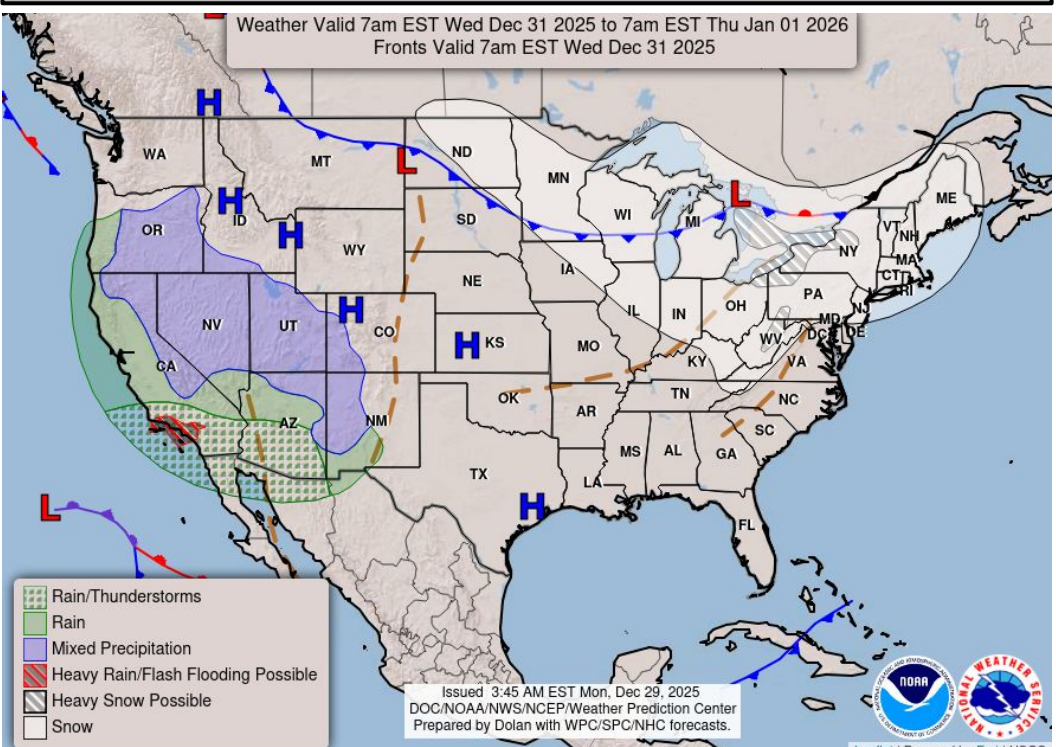 Weather Valid 7am EST Wed Dec 31 2025 to 7am EST Thu Jan 01 2026
Fronts Valid 7am EST Wed Dec 31 2025
L
H
WA
MT
ND
MN
L
H
ID
OR
SD
WI
MI
L
ME
VT
NH
NY
MA
CT
RI
H
WY
IA
NE
PA
NJ
OH
IN
IL
MD
DE
DC
H
NV
UT
CO
H
KS
MO
WV
VA
KY
CA
OK
AR
TN
NC
AZ
NM
SC
MS
AL
GA
TX
LA
L
H
FL
Rain/Thunderstorms
Rain
Mixed Precipitation
Heavy Rain/Flash Flooding Possible
Heavy Snow Possible
Snow
Issued 3:45 AM EST Mon, Dec 29, 2025
DOC/NOAA/NWS/NCEP/Weather Prediction Center
Prepared by Dolan with WPC/SPC/NHC forecasts.
NOAA
NATIONAL WEATHER SERVICE